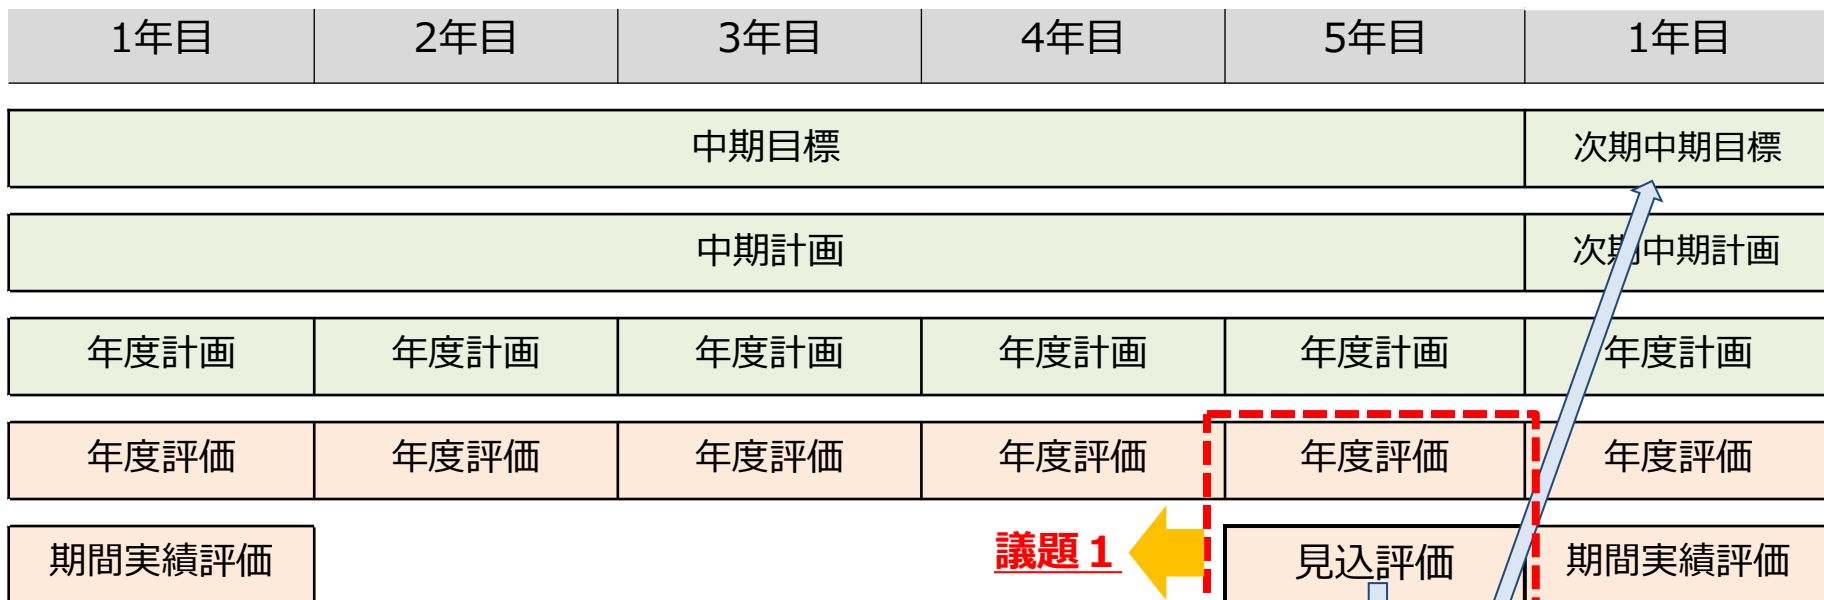 1年目 2年目 3年目 4年目 5年目 1年目
中期目標 次期中期目標
中期計画 次期中期計画
年度計画 年度計画 年度計画 年度計画 年度計画 年度計画
年度評価 年度評価 年度評価 年度評価 年度評価 年度評価
期間実績評価 議題1 見込評価 期間実績評価